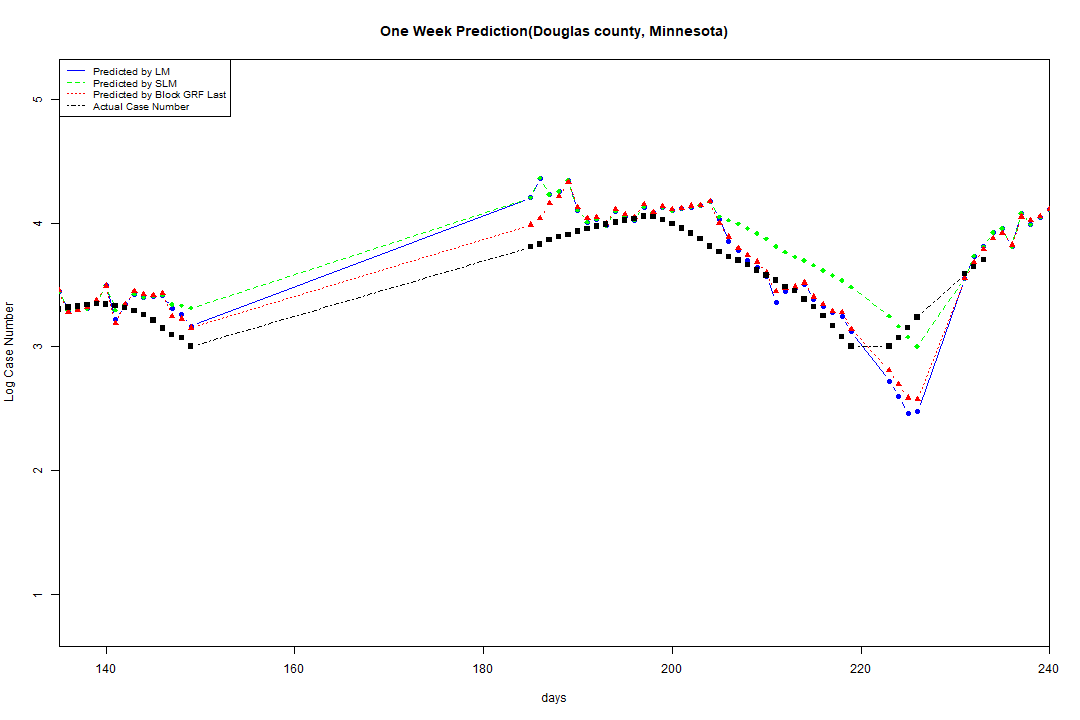 One Week Prediction(Douglas county, Minnesota)
Predicted by LM
Predicted by SLM
Predicted by Block GRF Last
Actual Case Number
5
4
3
2
1
Log Case Number
140
160
180
200
220
240
days